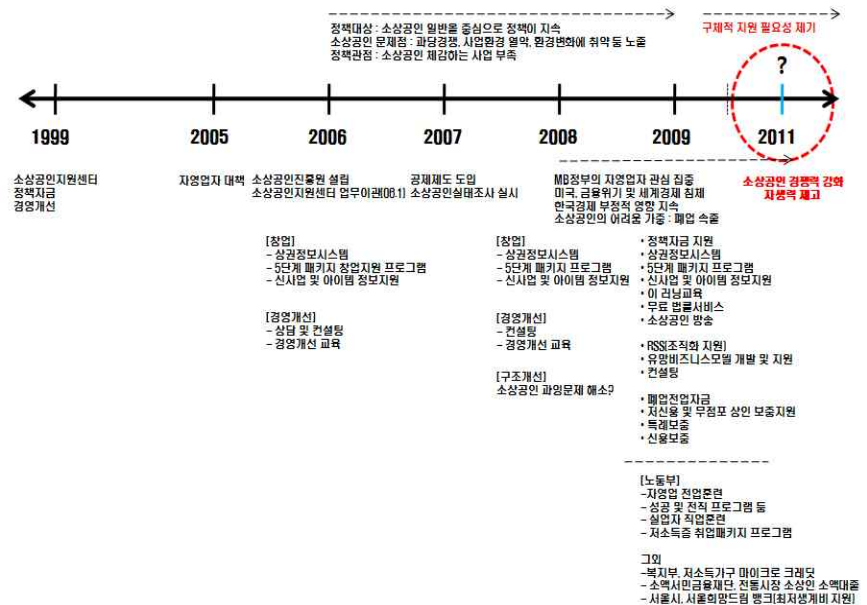 정책대상 : 소상공인 일반을 중심으로 정책이 지속
소상공인 문제점 : 과당경쟁, 사업환경 열악, 환경변화에 취약 등 노출
정책관점 : 소상공인 체감하는 사업 부족
구체적 지원 필요성 제기
?
1999
2005
2006
2007
2008
2009
2011
소상공인지원센터
정책자금
경영개선
자영업자 대책
소상공인진흥원 설립
소상공인지원센터 업무이관(06.1)
공제제도 도입
소상공인실태조사 실시
MB정부의 자영업자 관심 집중
미국, 금융위기 및 세계경제 침체
한국경제 부정적 영향 지속
소상공인의 어려움 가중 : 폐업 속출
소상공인 경쟁력 강화
자생력 제고
[창업]
- 상권정보시스템
- 5단계 패키지 창업지원 프로그램
- 신사업 및 아이템 정보지원
[경영개선]
- 상담 및 컨설팅
- 경영개선 교육
[창업]
- 상권정보시스템
- 5단계 패키지 프로그램
- 신사업 및 아이템 정보지원
[경영개선]
- 컨설팅
- 경영개선 교육
[구조개선]
소상공인 과잉문제 해소?
• 정책자금 지원
• 상권정보시스템
• 5단계 패키지 프로그램
• 신사업 및 아이템 정보지원
• 이 러닝교육
• 무료 법률서비스
• 소상공인 방송
• RSS(조직화 지원)
• 유망비즈니스모델 개발 및 지원
• 컨설팅
• 폐업전업자금
• 저신용 및 무점포 상인 보증지원
• 특례보증
• 신용보증
[노동부]
-자영업 전업훈련
- 성공 및 전직 프로그램 등
- 실업자 직업훈련
- 저소득층 취업패키지 프로그램
그외
-복지부, 저소득가구 마이크로 크레딧
- 소액서민금융재단, 전통시장 소상인 소액대출
- 서울시, 서울희망드림 뱅크(최저생계비 지원)